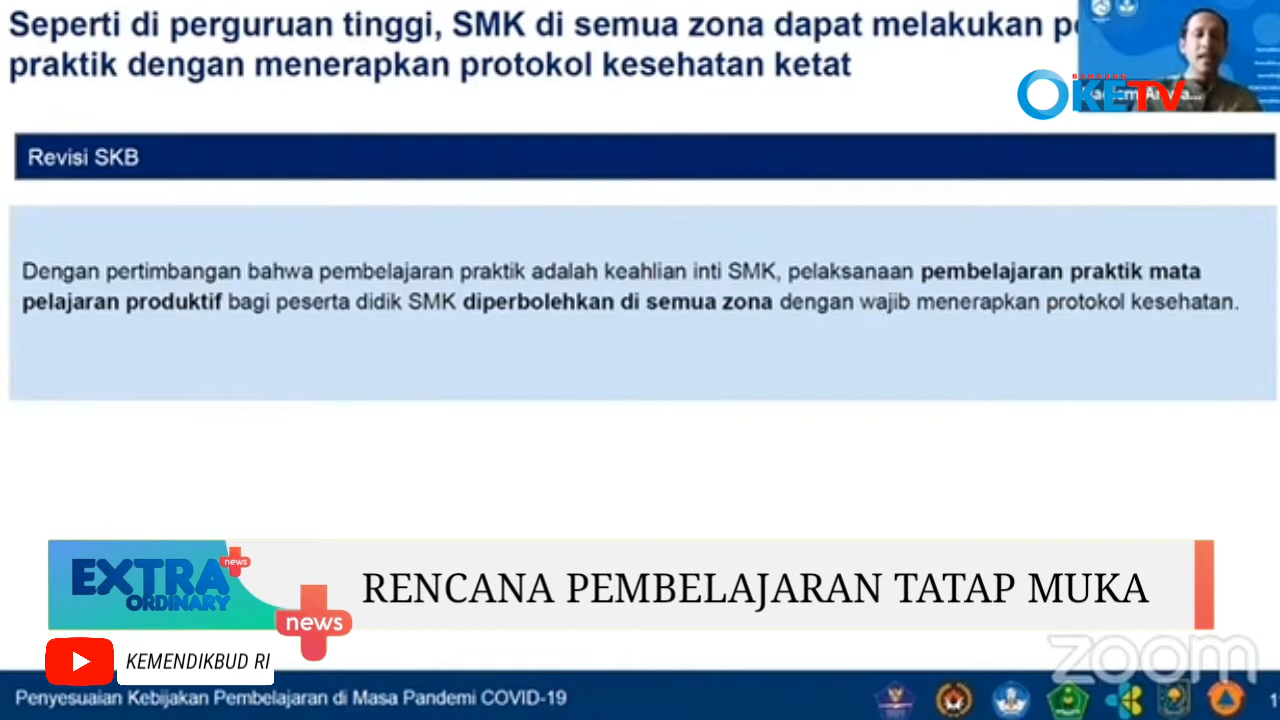 Seperti di perguruan tinggi, SMK di semua zona dapat melakukan
praktik dengan menerapkan protokol kesehatan ketat
BANDUNG
OKETV
Revisi SKB
Dengan pertimbangan bahwa pembelajaran praktik adalah keahlian inti SMK, pelaksanaan pembelajaran praktik mata
pelajaran produktif bagi peserta didik SMK diperbolehkan di semua zona dengan wajib menerapkan protokol kesehatan.
EXTRA
news
ORDINARY
news
RENCANA PEMBELAJARAN TATAP MUKA
KEMENDIKBUD RI
zoom
Penyesuaian Kebijakan Pembelajaran di Masa Pandemi COVID-19